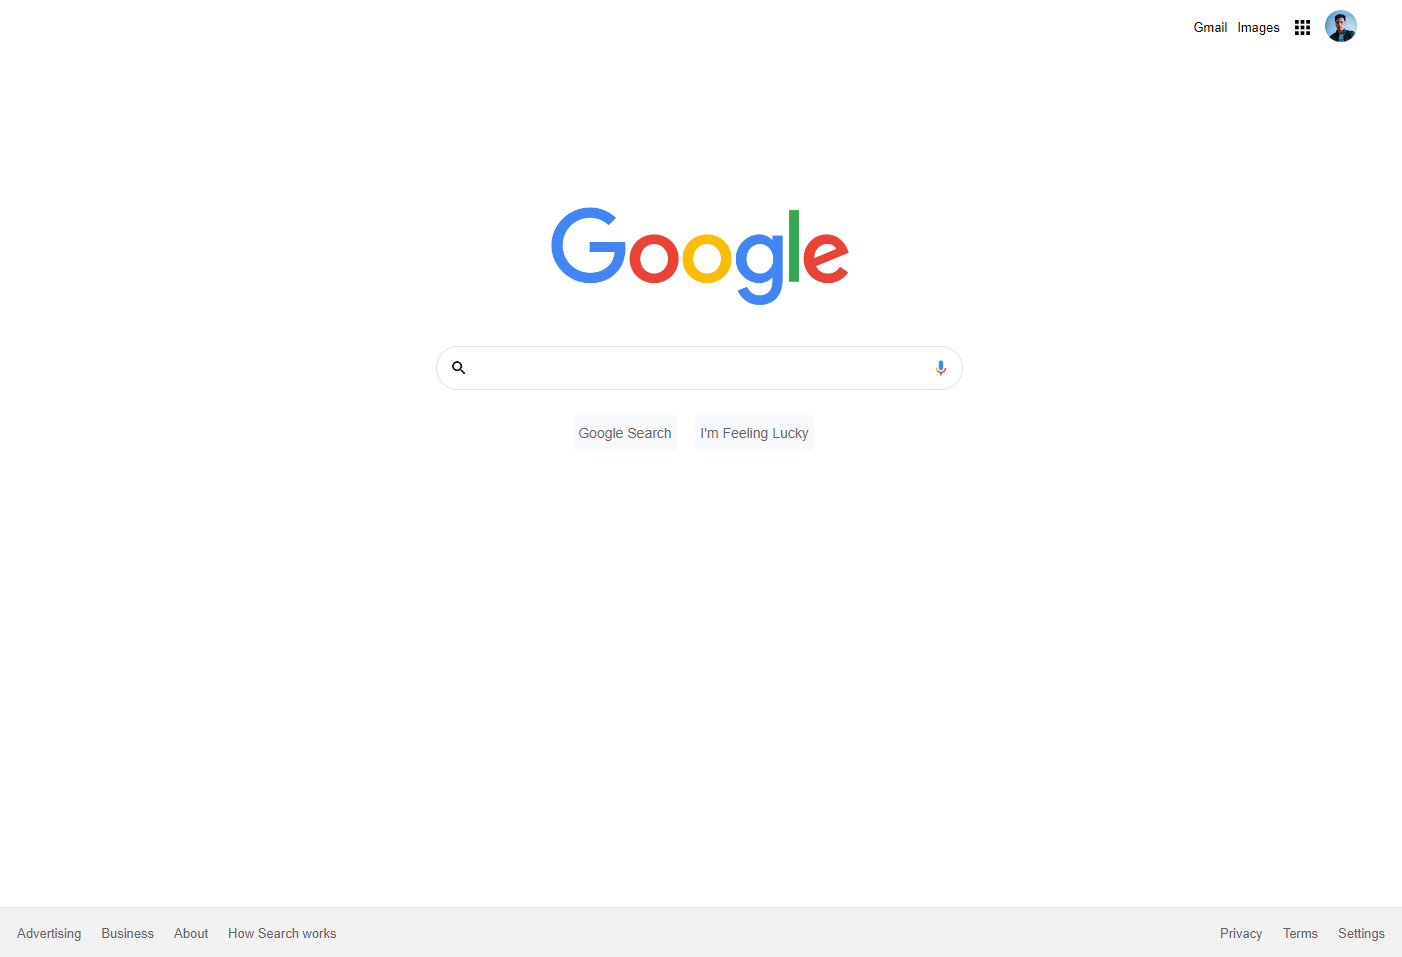 Gmail Images
Google
Google Search I'm Feeling Lucky
Advertising Business About How Search works Privacy Terms Settings